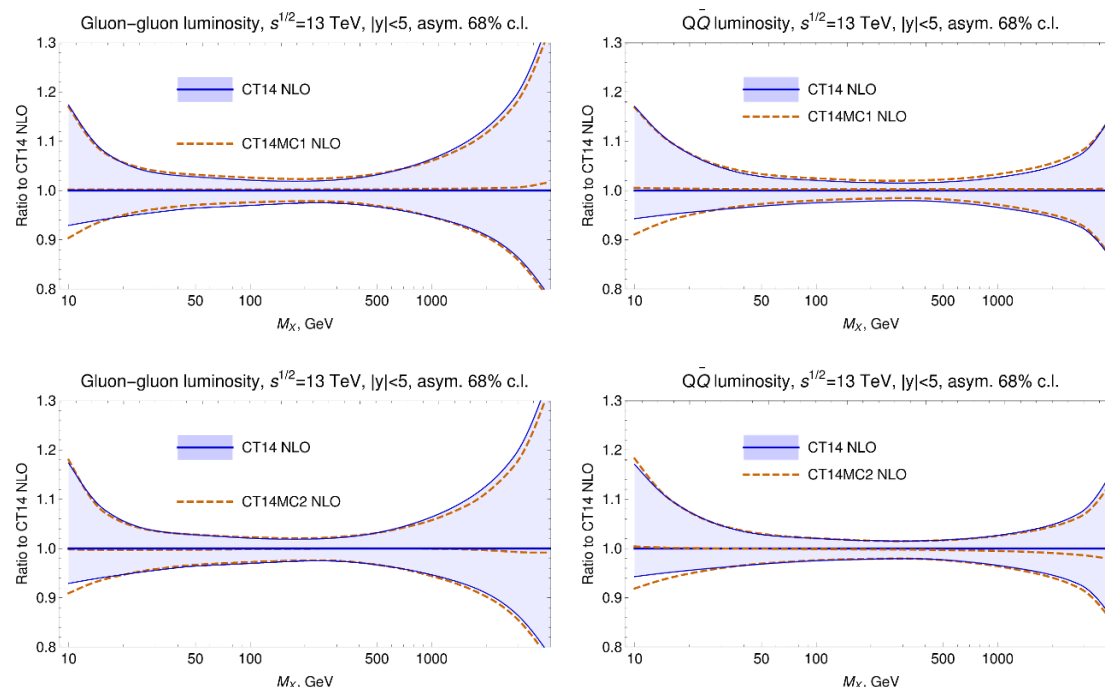 Gluon−gluon luminosity, s^{1/2}=13 TeV, |y|<5, asym. 68% c.l.
1.3
1.2
1.1
1.0
0.9
0.8
Ratio to CT14 NLO
CT14 NLO
CT14MC1 NLO
10 50 100 500 1000
M_X, GeV
QQ̄ luminosity, s^{1/2}=13 TeV, |y|<5, asym. 68% c.l.
1.3
1.2
1.1
1.0
0.9
0.8
Ratio to CT14 NLO
CT14 NLO
CT14MC1 NLO
10 50 100 500 1000
M_X, GeV
Gluon−gluon luminosity, s^{1/2}=13 TeV, |y|<5, asym. 68% c.l.
1.3
1.2
1.1
1.0
0.9
0.8
Ratio to CT14 NLO
CT14 NLO
CT14MC2 NLO
10 50 100 500 1000
M_X, GeV
QQ̄ luminosity, s^{1/2}=13 TeV, |y|<5, asym. 68% c.l.
1.3
1.2
1.1
1.0
0.9
0.8
Ratio to CT14 NLO
CT14 NLO
CT14MC2 NLO
10 50 100 500 1000
M_X, GeV